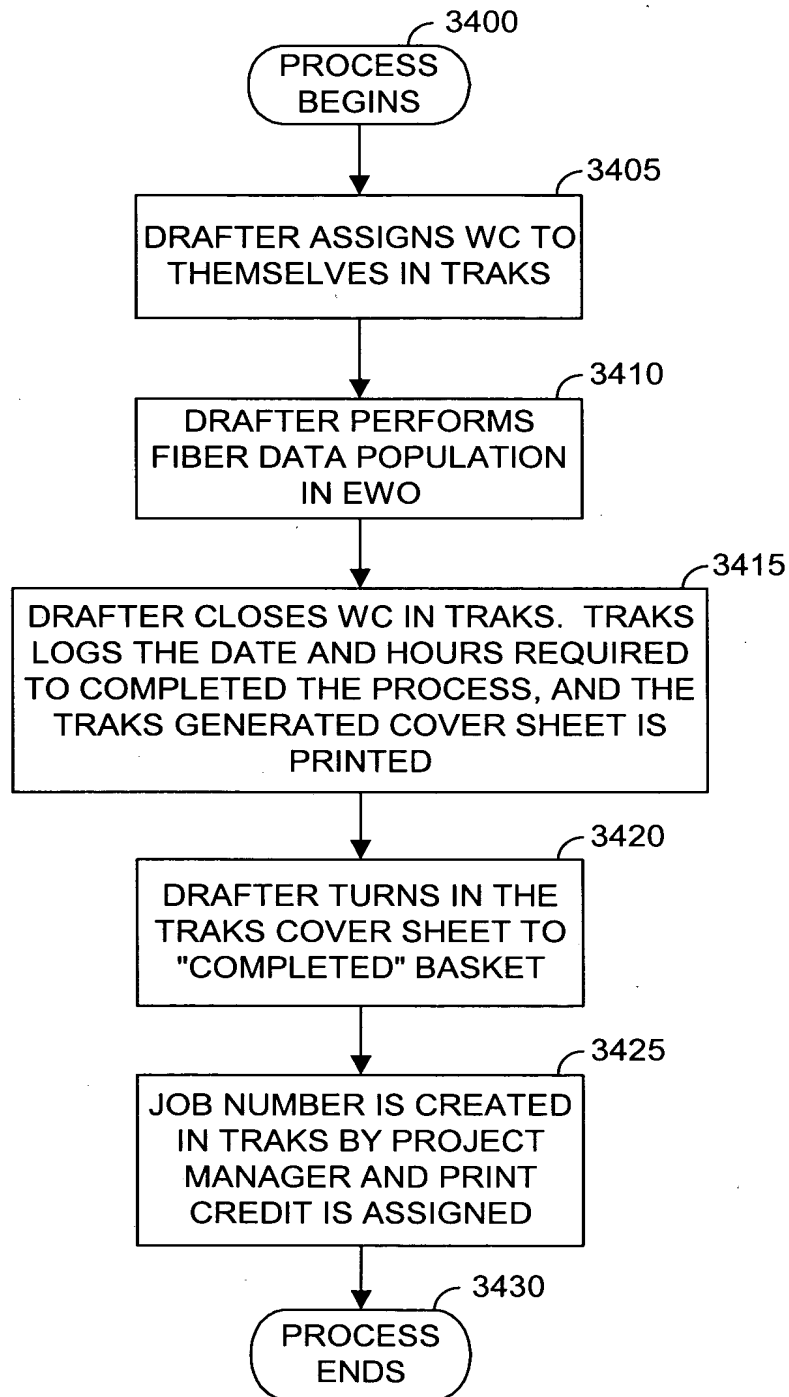 3400
PROCESS
BEGINS
3405
DRAFTER ASSIGNS WC TO
THEMSELVES IN TRAKS
3410
DRAFTER PERFORMS
FIBER DATA POPULATION
IN EWO
3415
DRAFTER CLOSES WC IN TRAKS. TRAKS
LOGS THE DATE AND HOURS REQUIRED
TO COMPLETED THE PROCESS, AND THE
TRAKS GENERATED COVER SHEET IS
PRINTED
3420
DRAFTER TURNS IN THE
TRAKS COVER SHEET TO
"COMPLETED" BASKET
3425
JOB NUMBER IS CREATED
IN TRAKS BY PROJECT
MANAGER AND PRINT
CREDIT IS ASSIGNED
3430
PROCESS
ENDS